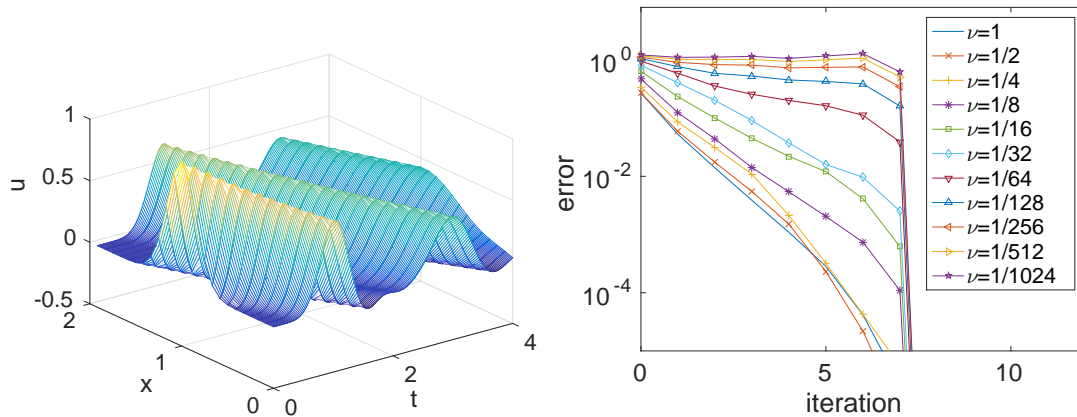 1
0.5
0
-0.5
u
2
1
0
x
0
2
4
t
10^0
10^-2
10^-4
error
0
5
10
iteration
ν=1
ν=1/2
ν=1/4
ν=1/8
ν=1/16
ν=1/32
ν=1/64
ν=1/128
ν=1/256
ν=1/512
ν=1/1024